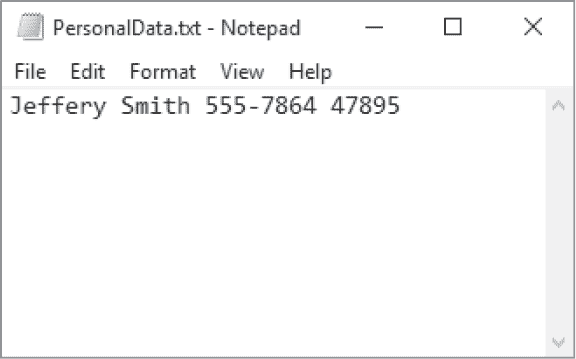 PersonalData.txt - Notepad
File Edit Format View Help
Jeffery Smith 555-7864 47895